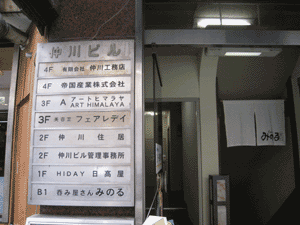 仲川ビル
4F 有限会社 仲川工務店
4F 帝国産業株式会社
3F A アートヒマラヤ
ART HIMALAYA
3F 美容室 フェアレデイ
2F 仲川住居
2F 仲川ビル管理事務所
1F HIDAY 日高屋
B1 呑み屋さん みのる
みのる